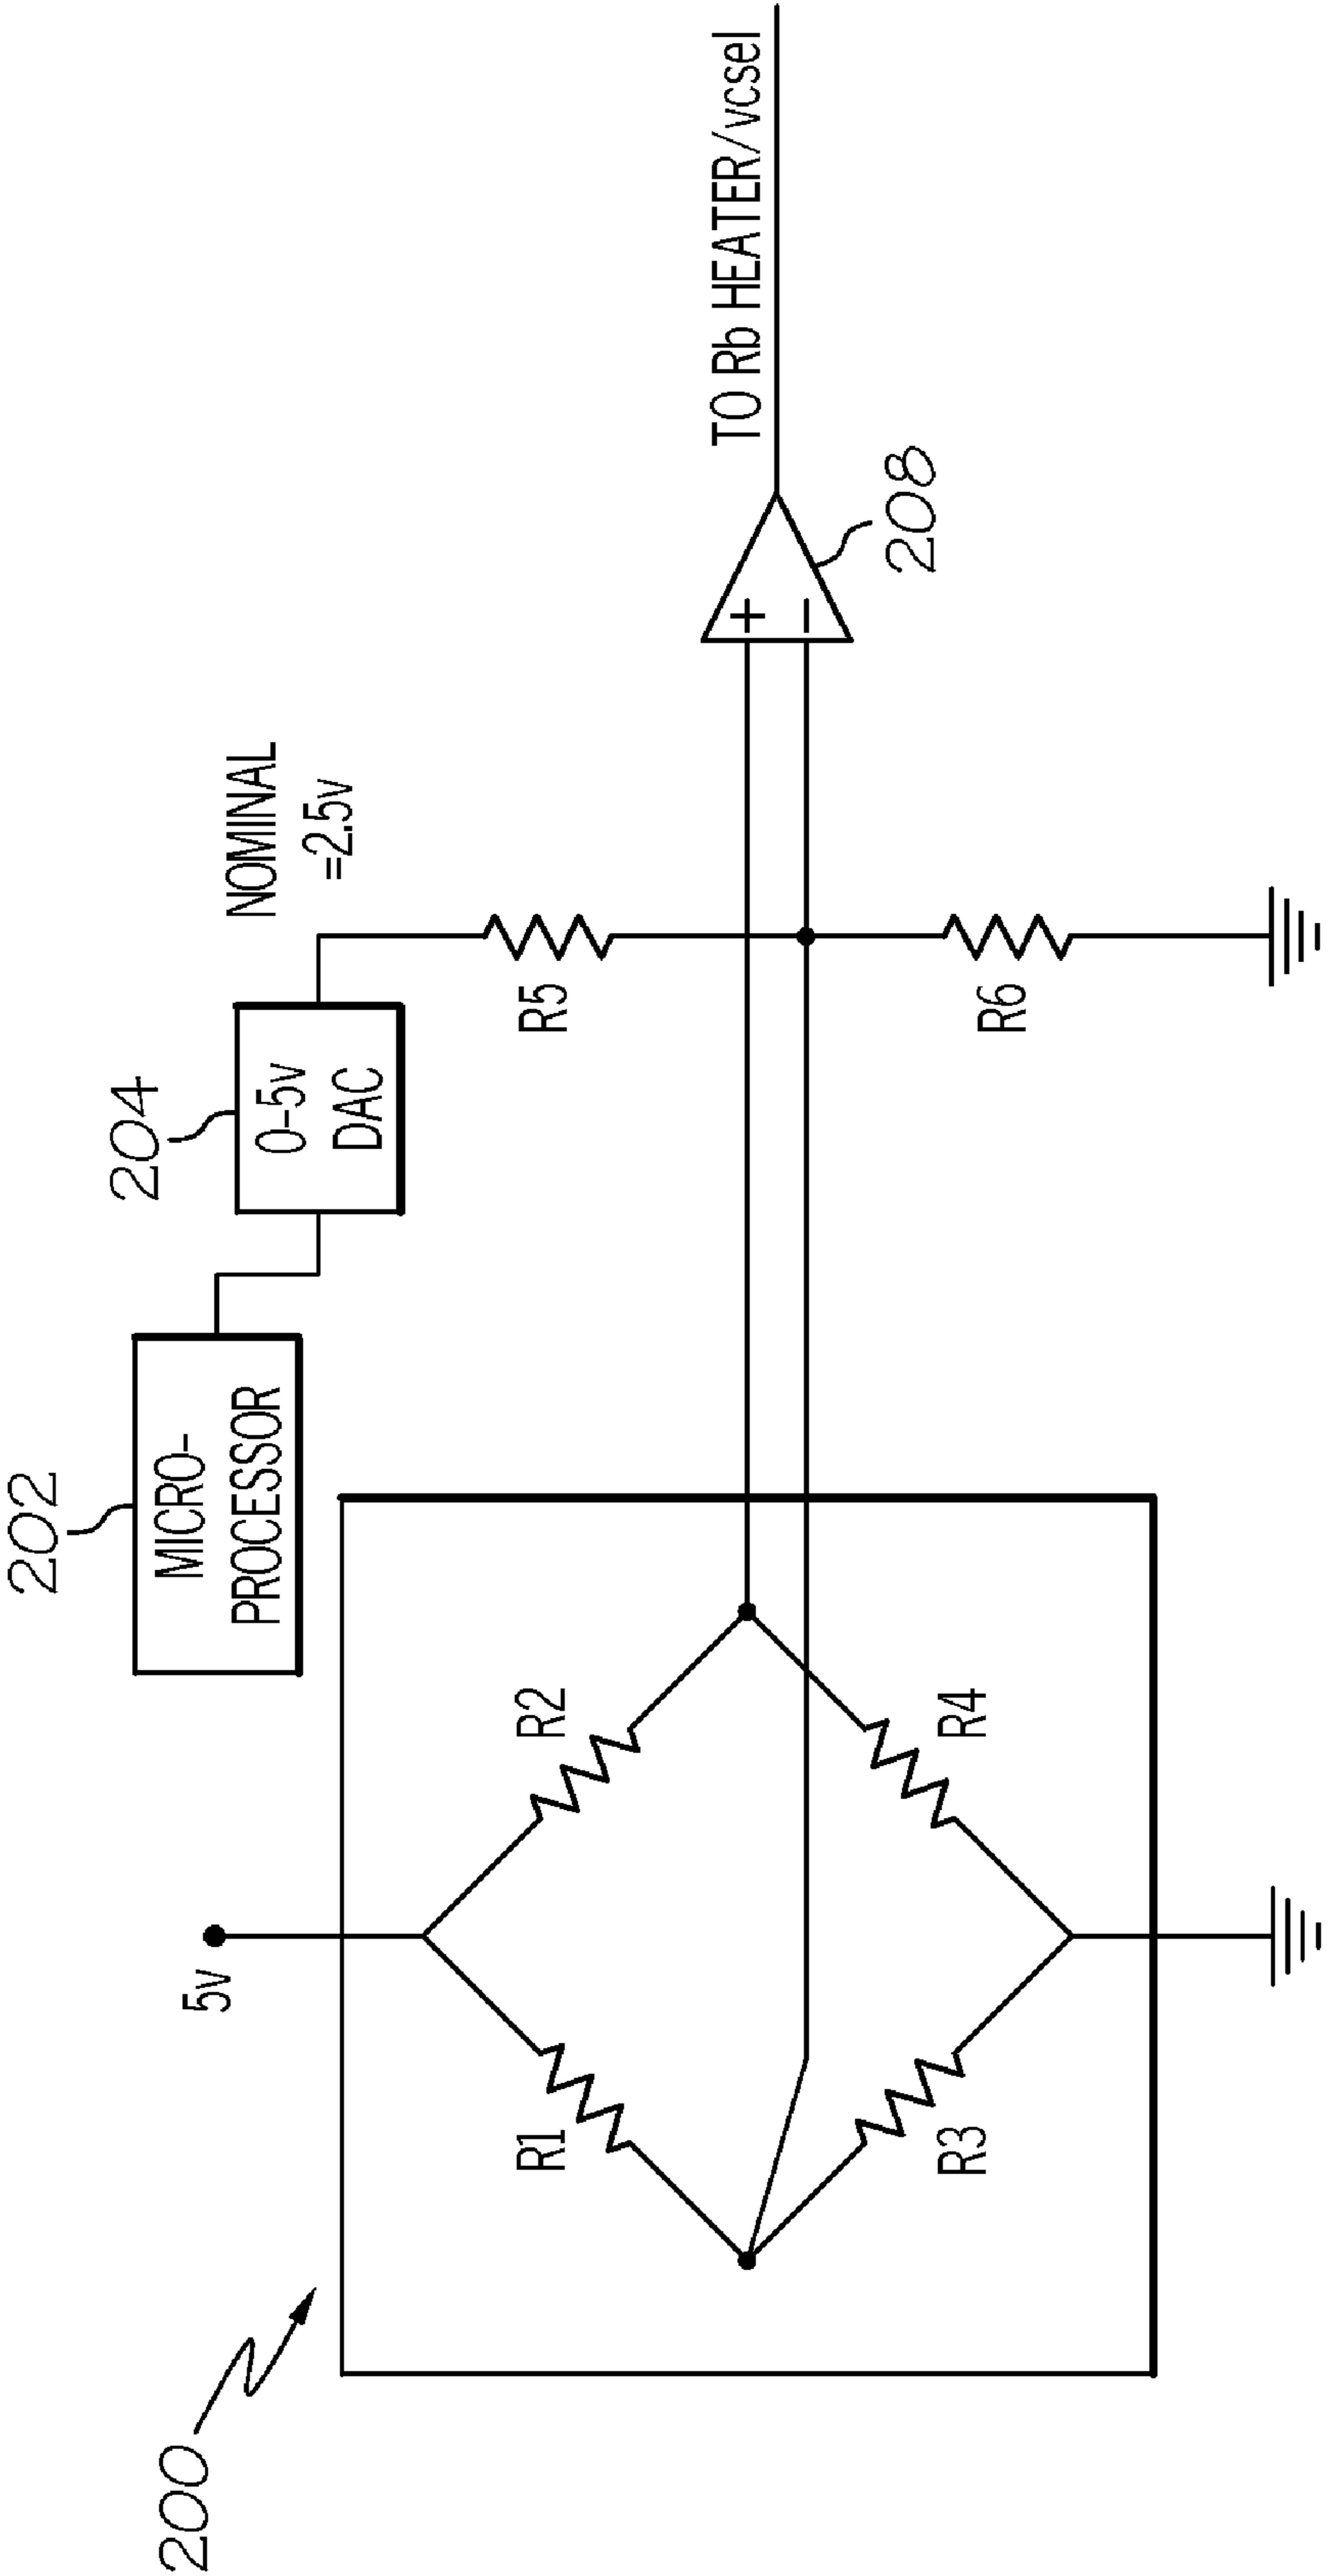 200
202
MICRO-
PROCESSOR
204
0-5v
DAC
NOMINAL
=2.5v
5v
R1
R2
R3
R4
R5
R6
+
−
208
TO Rb HEATER/vcsel